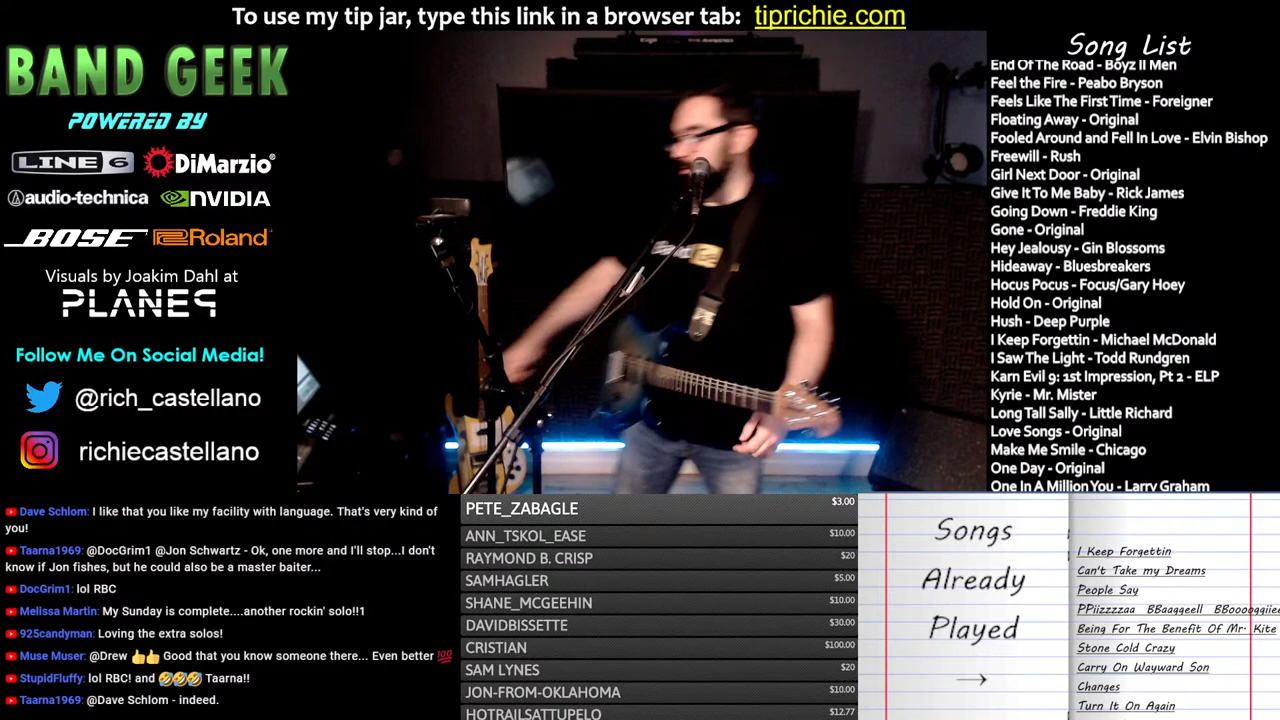 To use my tip jar, type this link in a browser tab: tiprichie.com
BAND GEEK
POWERED BY
LINE 6
DiMarzio®
audio-technica
NVIDIA
BOSE
Roland
Visuals by Joakim Dahl at
PLANE9
Follow Me On Social Media!
@rich_castellano
richiecastellano
Song List
End Of The Road - Boyz II Men
Feel the Fire - Peabo Bryson
Feels Like The First Time - Foreigner
Floating Away - Original
Fooled Around and Fell In Love - Elvin Bishop
Freewill - Rush
Girl Next Door - Original
Give It To Me Baby - Rick James
Going Down - Freddie King
Gone - Original
Hey Jealousy - Gin Blossoms
Hideaway - Bluesbreakers
Hocus Pocus - Focus/Gary Hoey
Hold On - Original
Hush - Deep Purple
I Keep Forgettin - Michael McDonald
I Saw The Light - Todd Rundgren
Karn Evil 9: 1st Impression, Pt 2 - ELP
Kyrie - Mr. Mister
Long Tall Sally - Little Richard
Love Songs - Original
Make Me Smile - Chicago
One Day - Original
One In A Million You - Larry Graham
Dave Schlom: I like that you like my facility with language. That's very kind of
you!
Taarna1969: @DocGrim1 @Jon Schwartz - Ok, one more and I'll stop...I don't
know if Jon fishes, but he could also be a master baiter...
DocGrim1: lol RBC
Melissa Martin: My Sunday is complete....another rockin' solo!!1
925candyman: Loving the extra solos!
Muse Muser: @Drew 👍👍 Good that you know someone there... Even better 💯
StupidFluffy: lol RBC! and 🤣🤣🤣 Taarna!!
Taarna1969: @Dave Schlom - indeed.
PETE_ZABAGLE $3.00
ANN_TSKOL_EASE $10.00
RAYMOND B. CRISP $20
SAMHAGLER $5.00
SHANE_MCGEEHIN $10.00
DAVIDBISSETTE $30.00
CRISTIAN $100.00
SAM LYNES $20
JON-FROM-OKLAHOMA $10.00
HOTRAILSATTUPELO $12.77
Songs
Already
Played
→
I Keep Forgettin
Can't Take my Dreams
People Say
PPiizzzzaa BBaaggeell BBooooggiiee
Being For The Benefit Of Mr. Kite
Stone Cold Crazy
Carry On Wayward Son
Changes
Turn It On Again